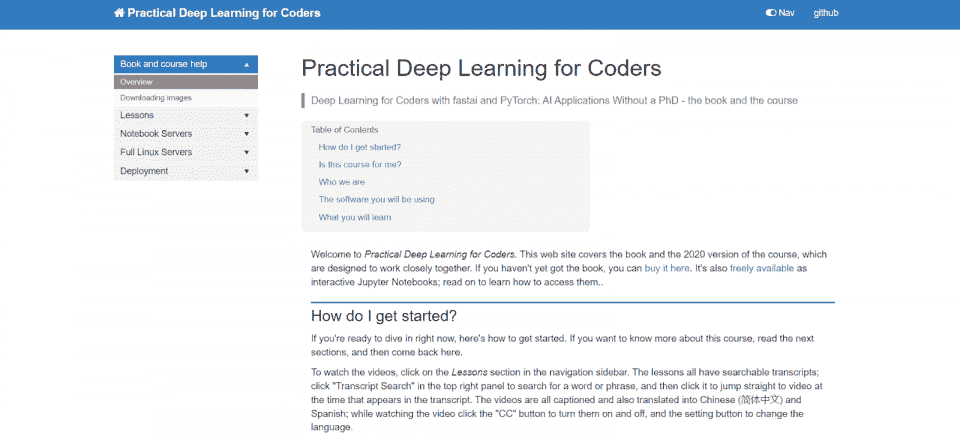 Practical Deep Learning for Coders
Nav github
Book and course help
Overview
Downloading images
Lessons
Notebook Servers
Full Linux Servers
Deployment
Practical Deep Learning for Coders
Deep Learning for Coders with fastai and PyTorch: AI Applications Without a PhD - the book and the course
Table of Contents
How do I get started?
Is this course for me?
Who we are
The software you will be using
What you will learn
Welcome to Practical Deep Learning for Coders. This web site covers the book and the 2020 version of the course, which
are designed to work closely together. If you haven't yet got the book, you can buy it here. It's also freely available as
interactive Jupyter Notebooks; read on to learn how to access them..
How do I get started?
If you're ready to dive in right now, here's how to get started. If you want to know more about this course, read the next
sections, and then come back here.
To watch the videos, click on the Lessons section in the navigation sidebar. The lessons all have searchable transcripts;
click "Transcript Search" in the top right panel to search for a word or phrase, and then click it to jump straight to video at
the time that appears in the transcript. The videos are all captioned and also translated into Chinese (简体中文) and
Spanish; while watching the video click the "CC" button to turn them on and off, and the setting button to change the
language.